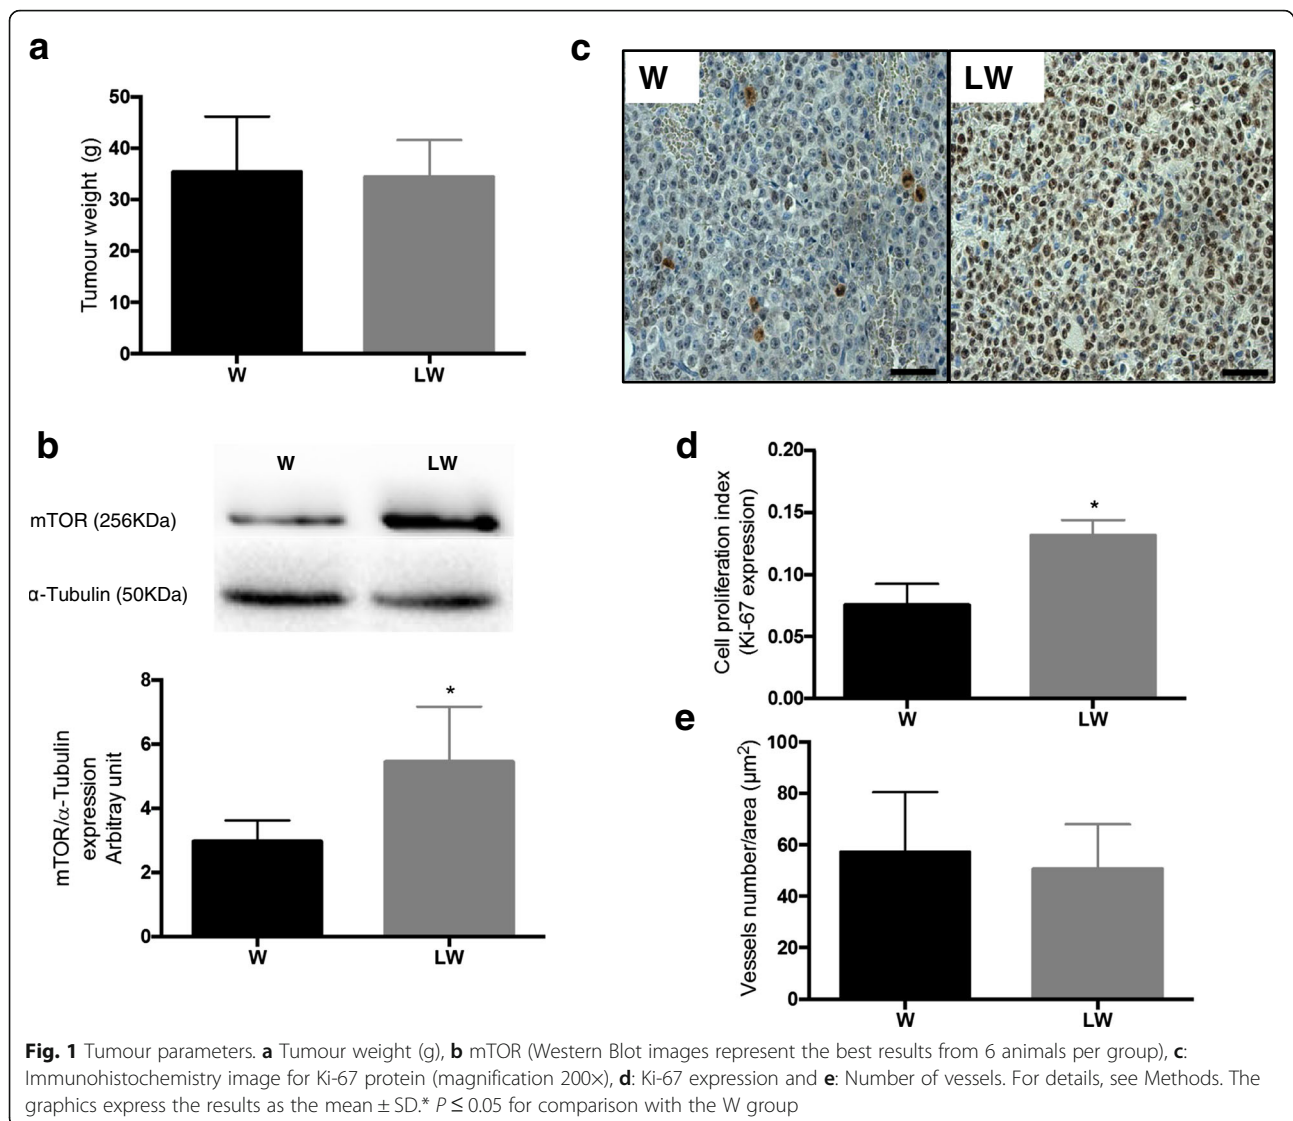 a
50
40
30
20
10
0
Tumour weight (g)
W
LW
c
W
LW
b
W
LW
mTOR (256KDa)
α-Tubulin (50KDa)
8
6
4
2
0
mTOR/α-Tubulin
expression
Arbitray unit
*
W
LW
d
0.20
0.15
0.10
0.05
0.00
Cell proliferation index
(Ki-67 expression)
*
W
LW
e
100
80
60
40
20
0
Vessels number/area (µm²)
W
LW
Fig. 1 Tumour parameters. a Tumour weight (g), b mTOR (Western Blot images represent the best results from 6 animals per group), c:
Immunohistochemistry image for Ki-67 protein (magnification 200×), d: Ki-67 expression and e: Number of vessels. For details, see Methods. The
graphics express the results as the mean ± SD.* P ≤ 0.05 for comparison with the W group